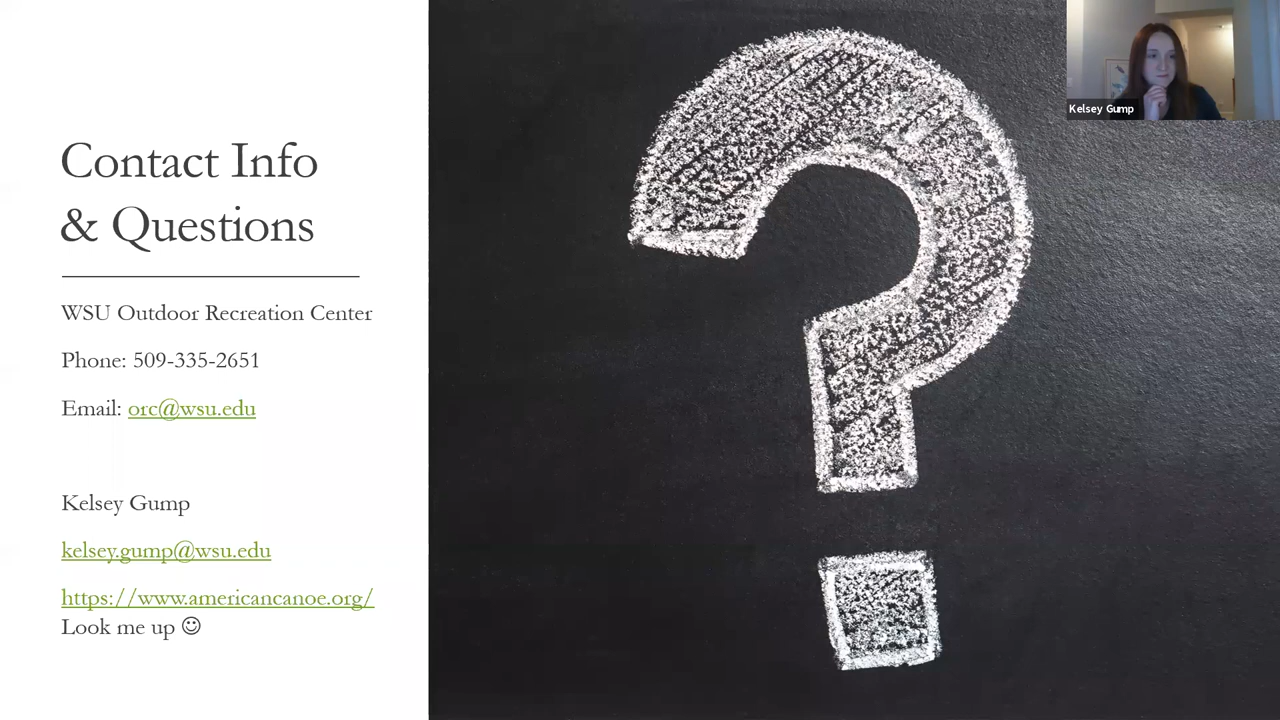 Contact Info
& Questions
WSU Outdoor Recreation Center
Phone: 509-335-2651
Email: orc@wsu.edu
Kelsey Gump
kelsey.gump@wsu.edu
https://www.americancanoe.org/
Look me up ☺
?
Kelsey Gump